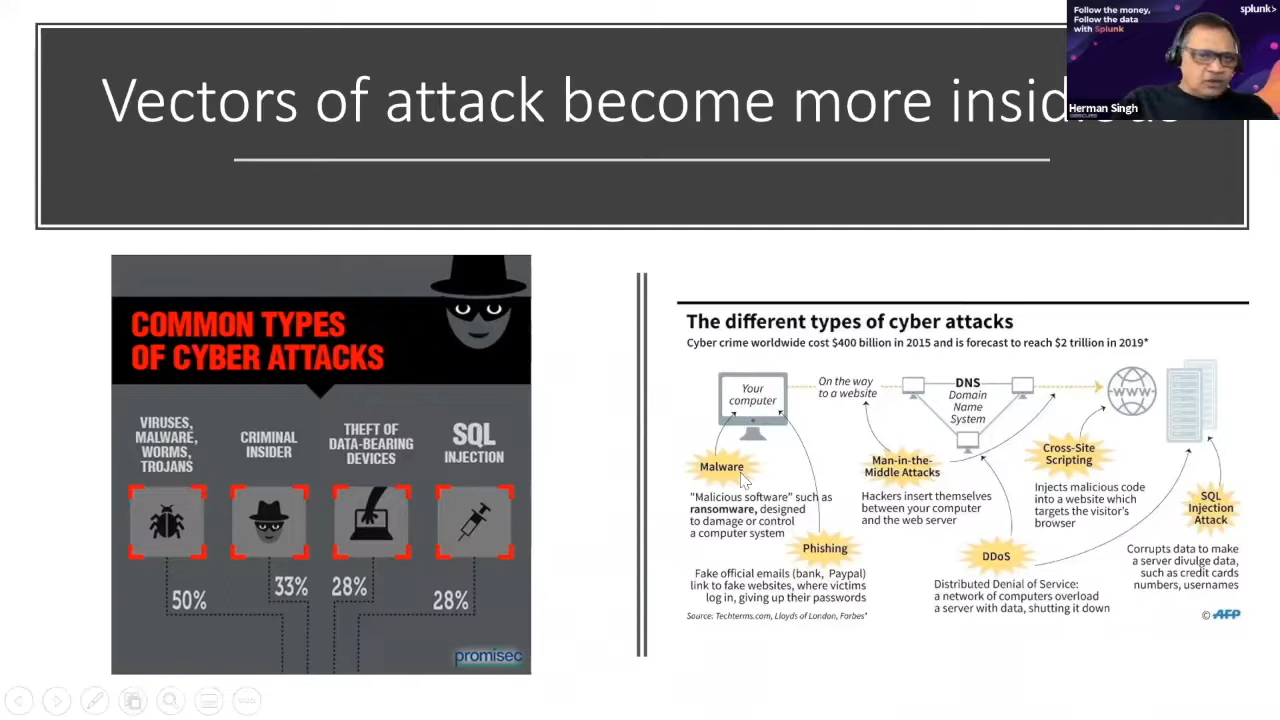 Follow the money,
Follow the data
with Splunk
splunk>
Herman Singh
Vectors of attack become more
COMMON TYPES
OF CYBER ATTACKS
VIRUSES,
MALWARE,
WORMS,
TROJANS
CRIMINAL
INSIDER
THEFT OF
DATA-BEARING
DEVICES
SQL
INJECTION
50%
33%
28%
28%
promisec
The different types of cyber attacks
Cyber crime worldwide cost $400 billion in 2015 and is forecast to reach $2 trillion in 2019*
Your
computer
On the way
to a website
DNS
Domain
Name
System
WWW
Malware
"Malicious software" such as
ransomware, designed
to damage or control
a computer system
Phishing
Fake official emails (bank, Paypal)
link to fake websites, where victims
log in, giving up their passwords
Man-in-the-
Middle Attacks
Hackers insert themselves
between your computer
and the web server
DDoS
Distributed Denial of Service:
a network of computers overload
a server with data, shutting it down
Cross-Site
Scripting
Injects malicious code
into a website which
targets the visitor's
browser
SQL
Injection
Attack
Corrupts data to make
a server divulge data,
such as credit cards
numbers, usernames
Source: Techterms.com, Lloyds of London, Forbes*
© AFP